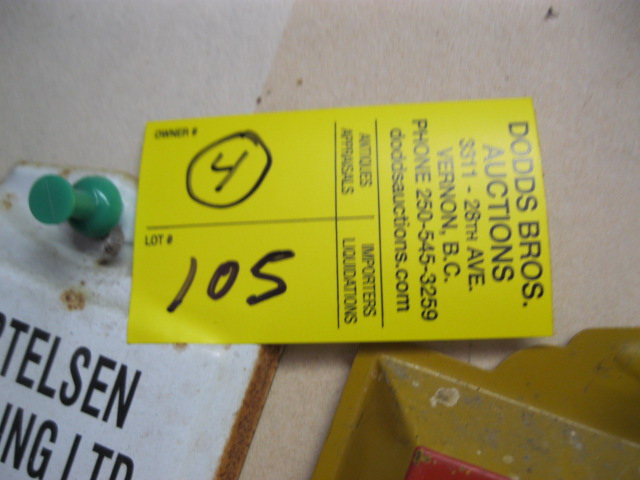 DODDS BROS.
AUCTIONS
3311 - 28TH AVE.
VERNON, B.C.
PHONE 250-545-3259
doddsauctions.com
ANTIQUES
APPRAISALS
IMPORTERS
LIQUIDATIONS
OWNER #
4
LOT #
105
RTELSEN
ING LTD